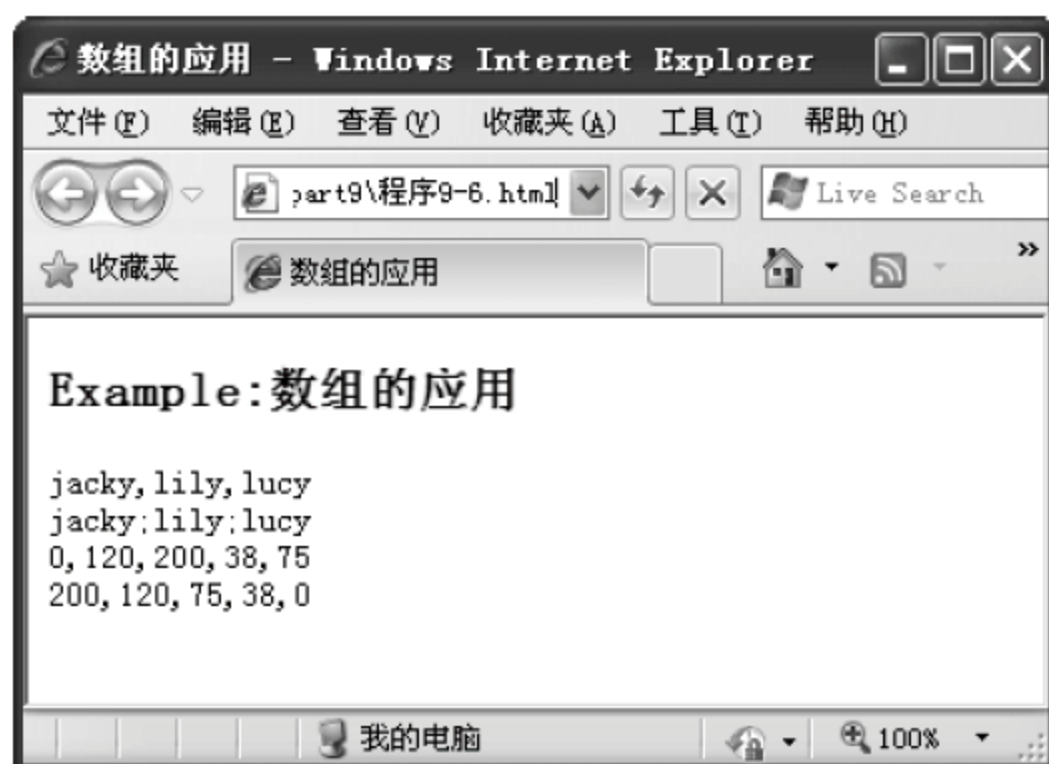 数组的应用 - Windows Internet Explorer
文件(F) 编辑(E) 查看(V) 收藏夹(A) 工具(T) 帮助(H)
part9\程序9-6.html Live Search
收藏夹 数组的应用 »
Example:数组的应用
jacky,lily,lucy
jacky;lily;lucy
0,120,200,38,75
200,120,75,38,0
我的电脑 100%